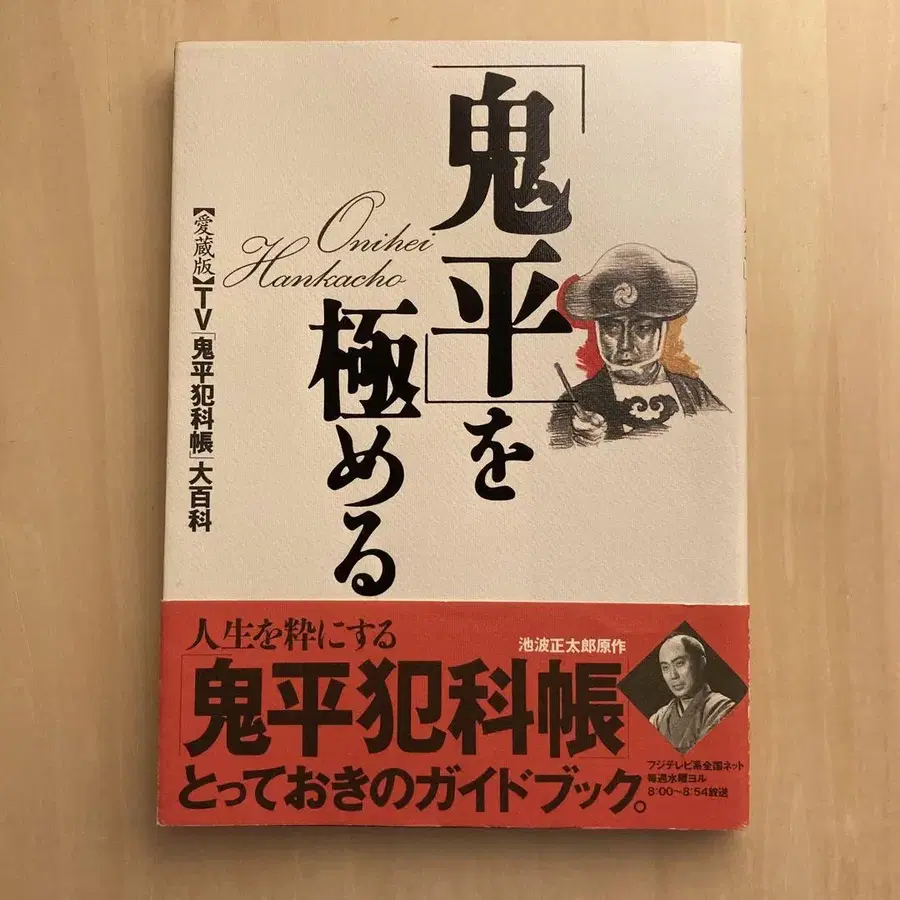 「鬼平」を
極める
Onihei
Hankacho
【愛蔵版】TV「鬼平犯科帳」大百科
人生を粋にする
池波正太郎原作
「鬼平犯科帳」
とっておきのガイドブック。
フジテレビ系全国ネット
毎週水曜ヨル
8:00〜8:54放送